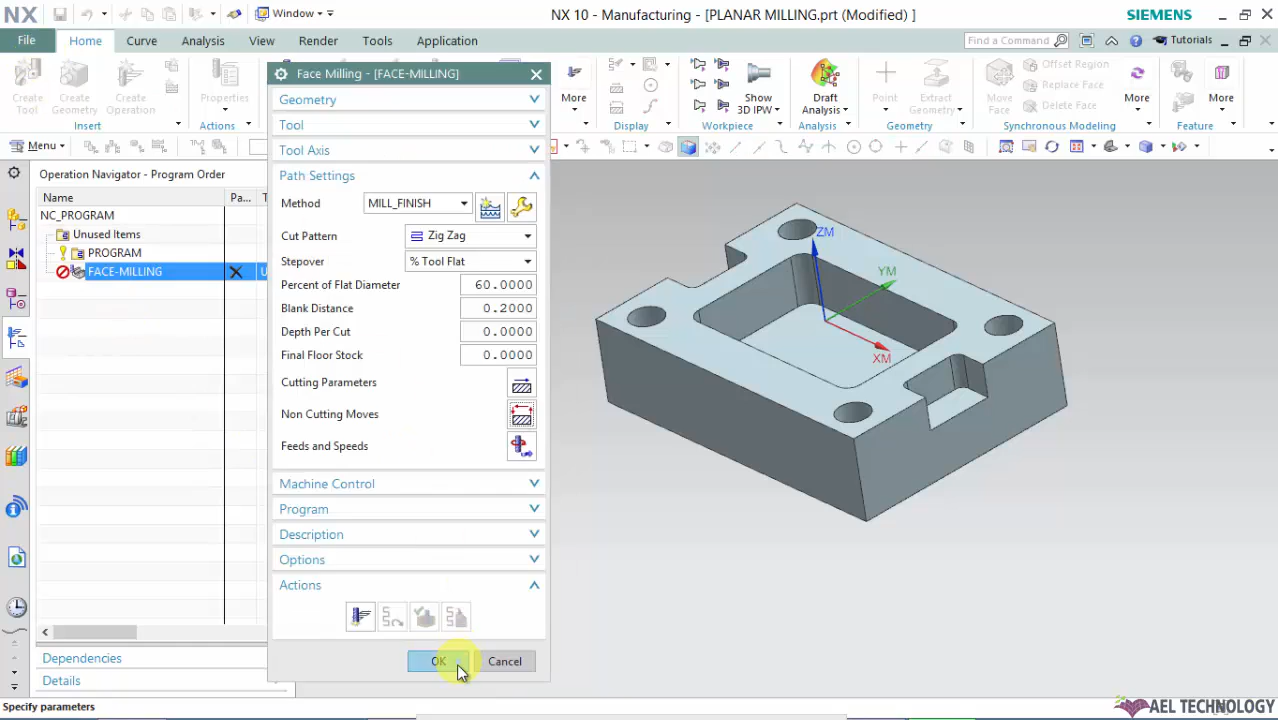 NX
Window
NX 10 - Manufacturing - [PLANAR MILLING.prt (Modified) ]
SIEMENS
File
Home
Curve
Analysis
View
Render
Tools
Application
Find a Command
Tutorials
Create
Tool
Create
Geometry
Create
Operation
Properties
Insert
Actions
More
Display
Show
3D IPW
Workpiece
Draft
Analysis
Analysis
Point
Extract
Geometry
Geometry
Move
Face
Offset Region
Replace Face
Delete Face
More
Synchronous Modeling
More
Feature
Menu
Operation Navigator - Program Order
Name
Pa...
NC_PROGRAM
Unused Items
PROGRAM
FACE-MILLING
Dependencies
Details
Face Milling - [FACE-MILLING]
Geometry
Tool
Tool Axis
Path Settings
Method
MILL_FINISH
Cut Pattern
Zig Zag
Stepover
% Tool Flat
Percent of Flat Diameter
60.0000
Blank Distance
0.2000
Depth Per Cut
0.0000
Final Floor Stock
0.0000
Cutting Parameters
Non Cutting Moves
Feeds and Speeds
Machine Control
Program
Description
Options
Actions
OK
Cancel
ZM
YM
XM
Specify parameters
AEL TECHNOLOGY